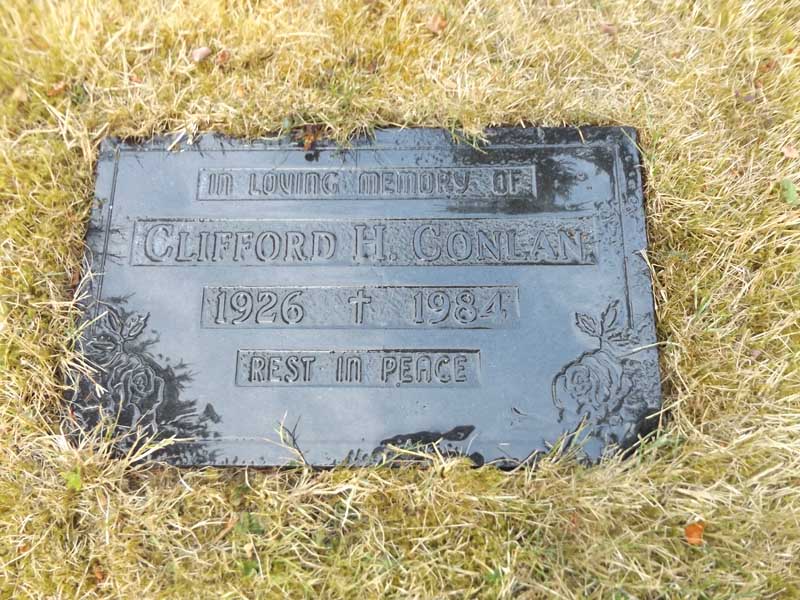 IN LOVING MEMORY OF
CLIFFORD H. CONLAN
1926 ✝ 1984
REST IN PEACE